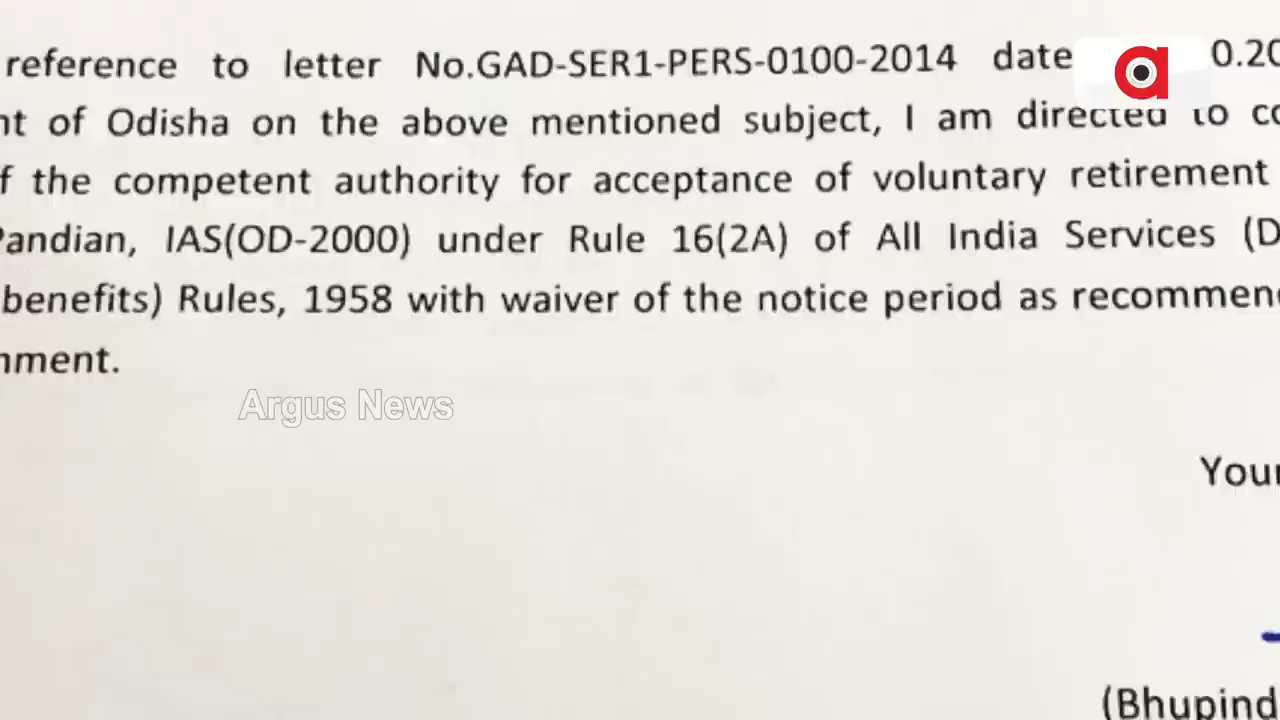 reference to letter No.GAD-SER1-PERS-0100-2014 date 0.20
nt of Odisha on the above mentioned subject, I am directed to co
f the competent authority for acceptance of voluntary retirement
Pandian, IAS(OD-2000) under Rule 16(2A) of All India Services (D
benefits) Rules, 1958 with waiver of the notice period as recommen
nment.
Argus News
Your
(Bhupind